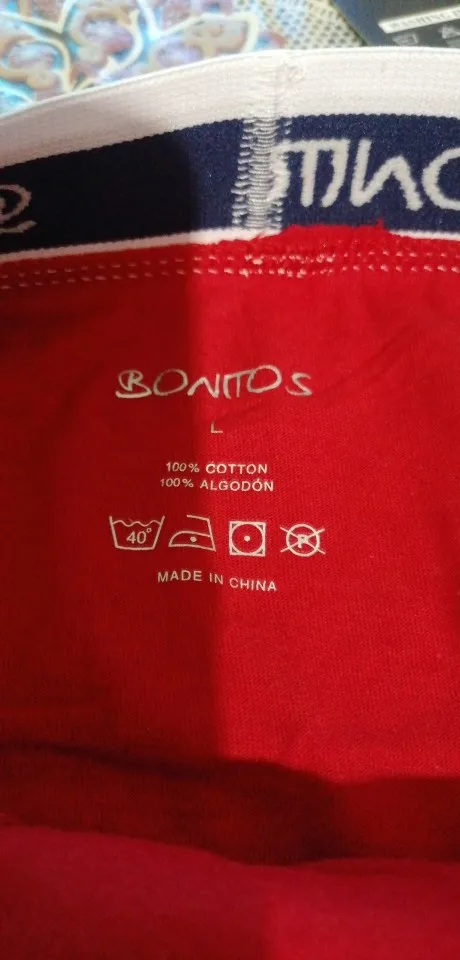 BONITOS
L
100% COTTON
100% ALGODÓN
40°
P
MADE IN CHINA